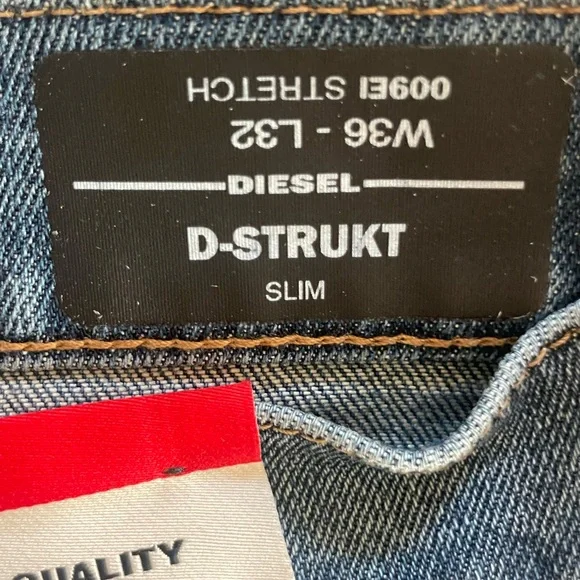 009EI STRETCH
W36 - L32
DIESEL
D-STRUKT
SLIM
QUALITY